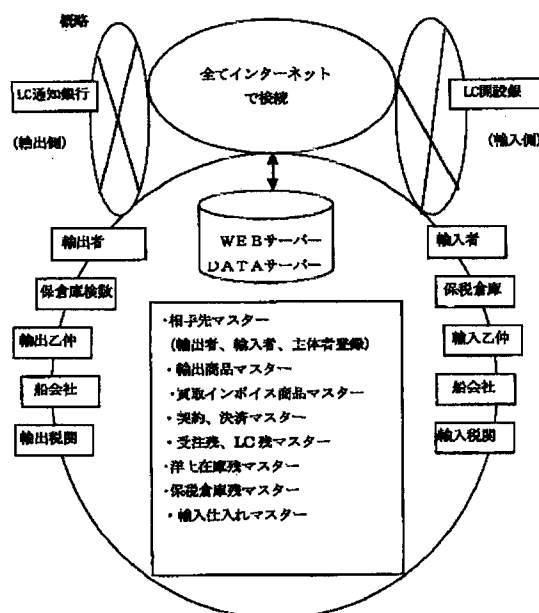 概略
全てインターネット
で接続
LC通知銀行
LC開設銀
(輸出側)
(輸入側)
WEBサーバー
DATAサーバー
輸出者
輸入者
保倉庫検数
保税倉庫
輸出乙仲
輸入乙仲
船会社
船会社
輸出税関
輸入税関
・相手先マスター
(輸出者、輸入者、主体者登録)
・輸出商品マスター
・買取インボイス商品マスター
・契約、決済マスター
・受注残、LC残マスター
・洋上在庫残マスター
・保税倉庫残マスター
・輸入仕入れマスター